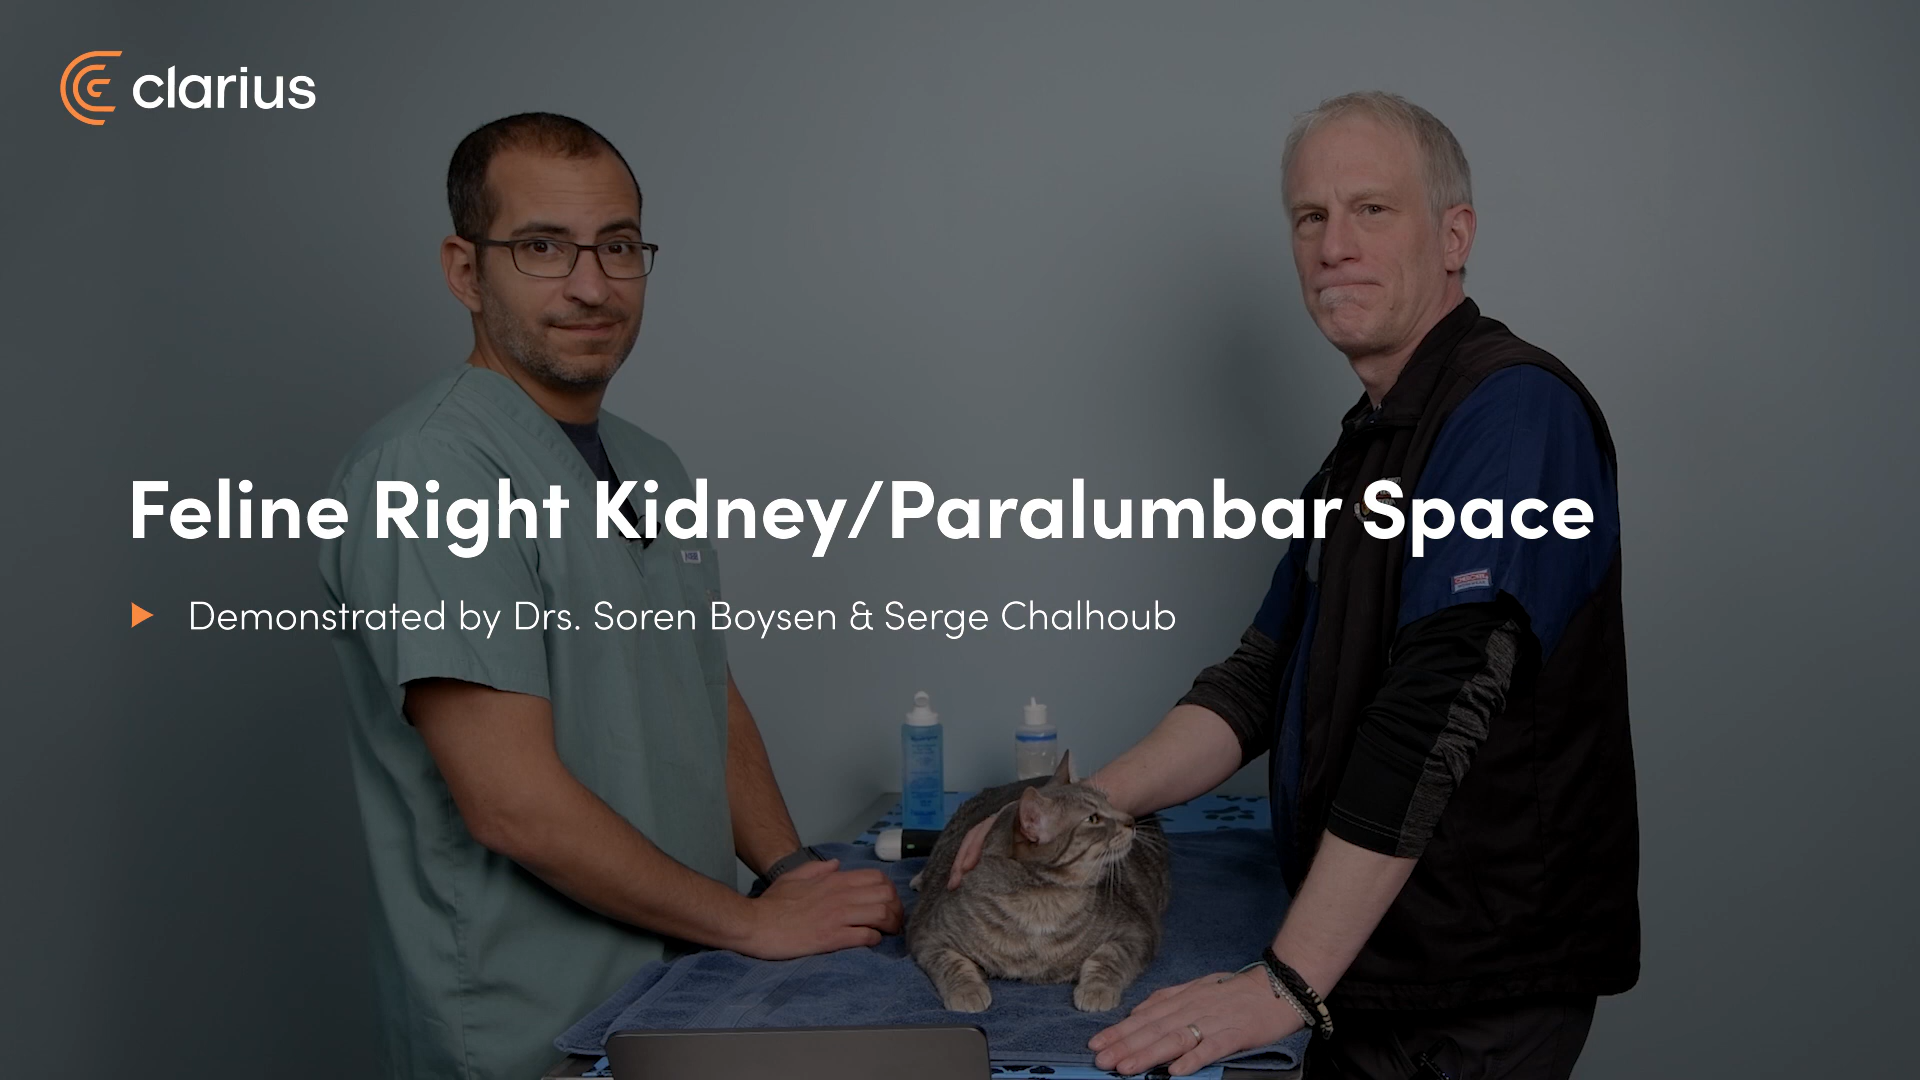 clarius
Feline Right Kidney/Paralumbar Space
Demonstrated by Drs. Soren Boysen & Serge Chalhoub